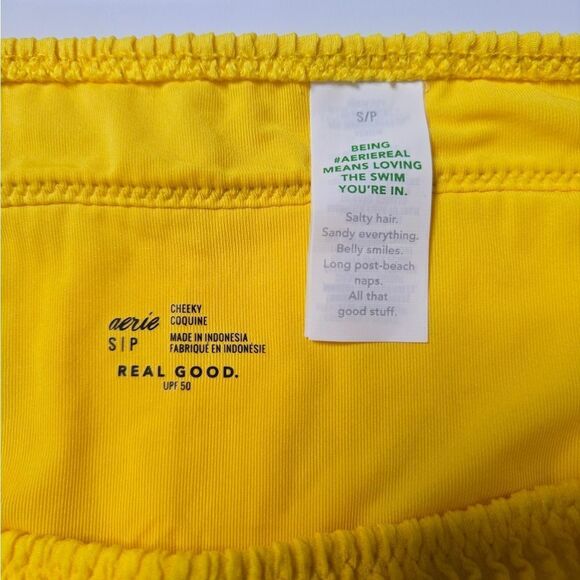 S/P
BEING
#AERIEREAL
MEANS LOVING
THE SWIM
YOU'RE IN.
Salty hair.
Sandy everything.
Belly smiles.
Long post-beach
naps.
All that
good stuff.
aerie
S|P
CHEEKY
COQUINE
MADE IN INDONESIA
FABRIQUÉ EN INDONÉSIE
REAL GOOD.
UPF 50